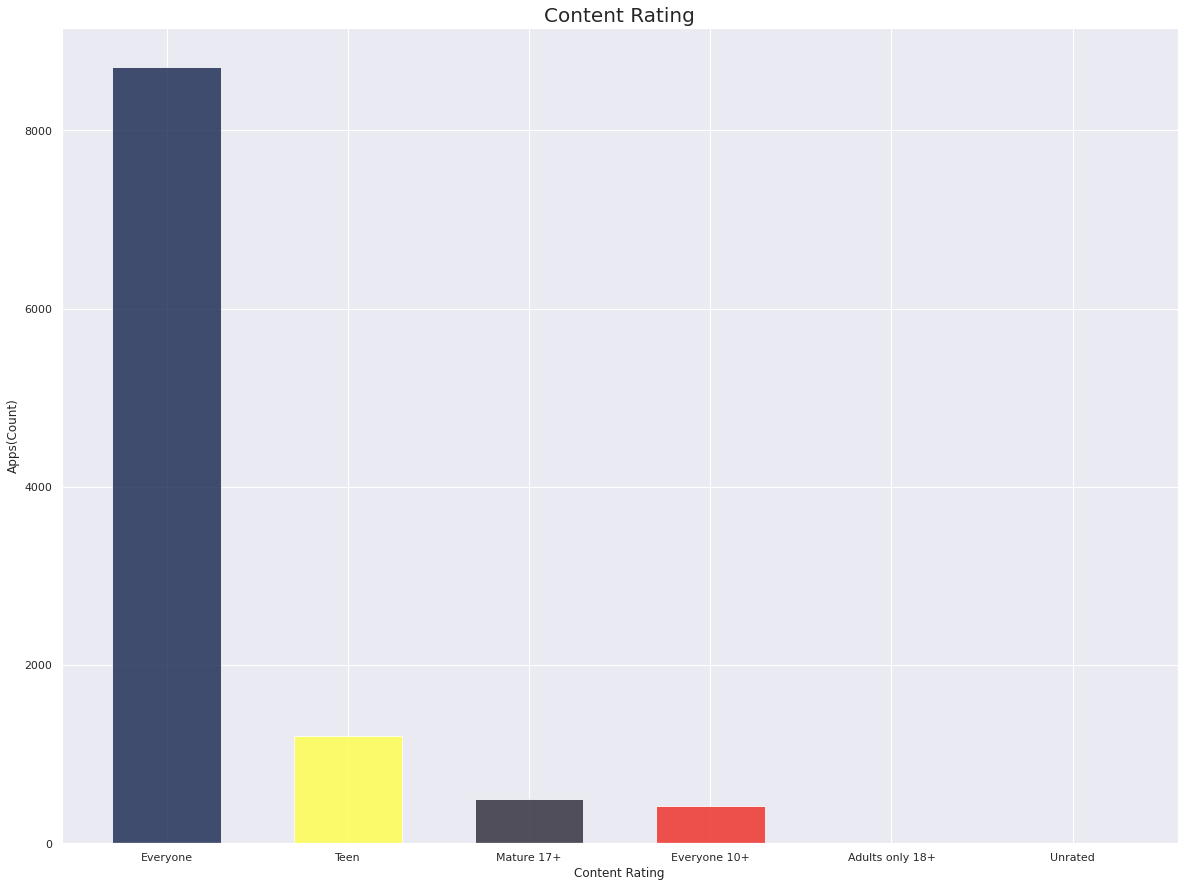 Content Rating
8000
6000
4000
2000
0
Apps(Count)
Everyone
Teen
Mature 17+
Everyone 10+
Adults only 18+
Unrated
Content Rating